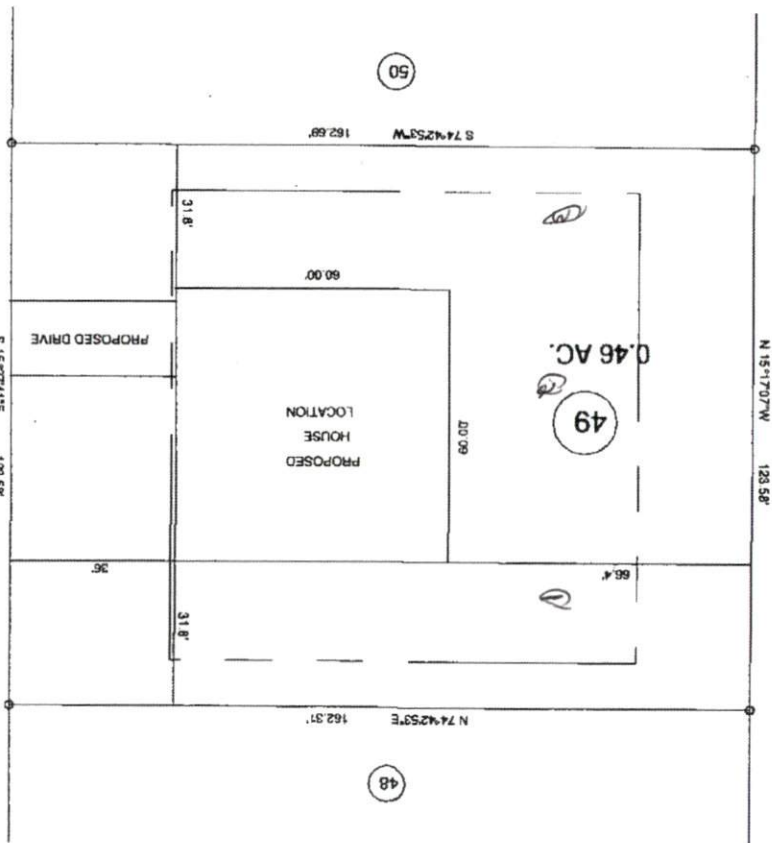 48
N 74°42'53"E 162.31'
31.8'
66.4'
36'
PROPOSED
HOUSE
LOCATION
60.00
49
0.46 AC.
N 15°17'07"W 123.58'
PROPOSED DRIVE
60.00'
31.8'
S 74°42'53"W 162.69'
50